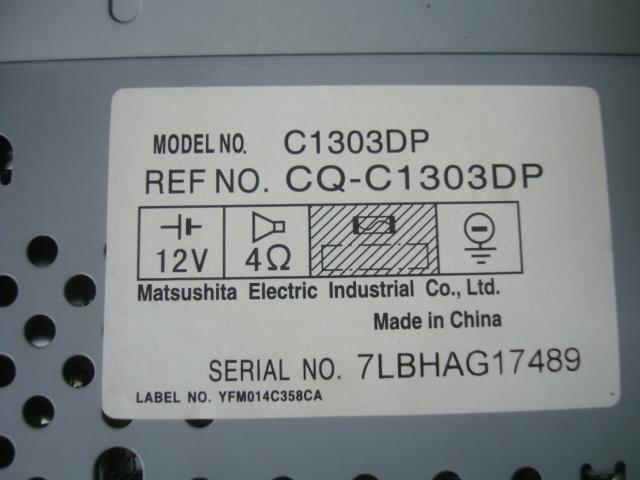 MODEL NO. C1303DP
REF NO. CQ-C1303DP
12V 4Ω
Matsushita Electric Industrial Co., Ltd.
Made in China
SERIAL NO. 7LBHAG17489
LABEL NO. YFM014C358CA